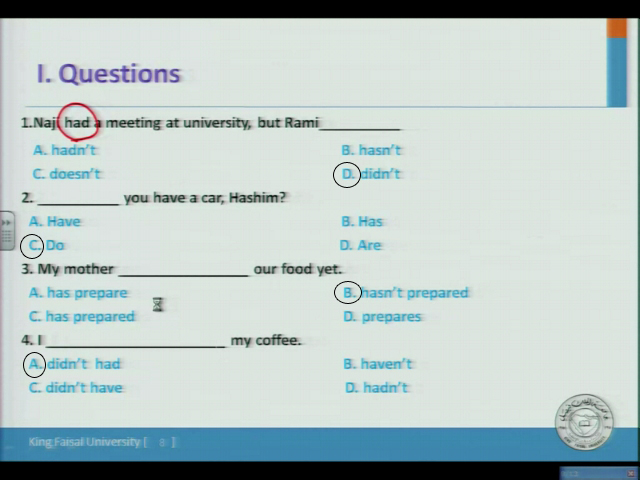 I. Questions
1.Naji had a meeting at university, but Rami__________
A. hadn't
B. hasn't
C. doesn't
D. didn't
2. __________ you have a car, Hashim?
A. Have
B. Has
C. Do
D. Are
3. My mother ________________ our food yet.
A. has prepare
B. hasn't prepared
C. has prepared
D. prepares
4. I ______________________ my coffee.
A. didn't had
B. haven't
C. didn't have
D. hadn't
King Faisal University [ 8 ]